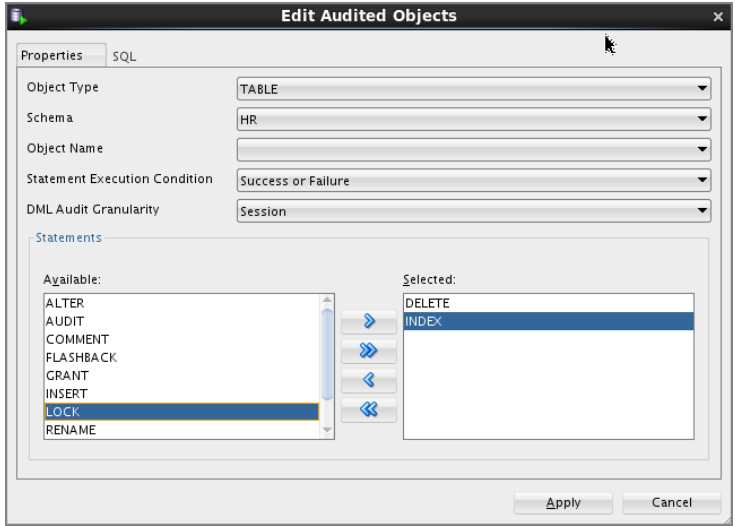 Edit Audited Objects
Properties SQL
Object Type TABLE
Schema HR
Object Name
Statement Execution Condition Success or Failure
DML Audit Granularity Session
Statements
Available: Selected:
ALTER DELETE
AUDIT INDEX
COMMENT
FLASHBACK
GRANT
INSERT
LOCK
RENAME
Apply Cancel